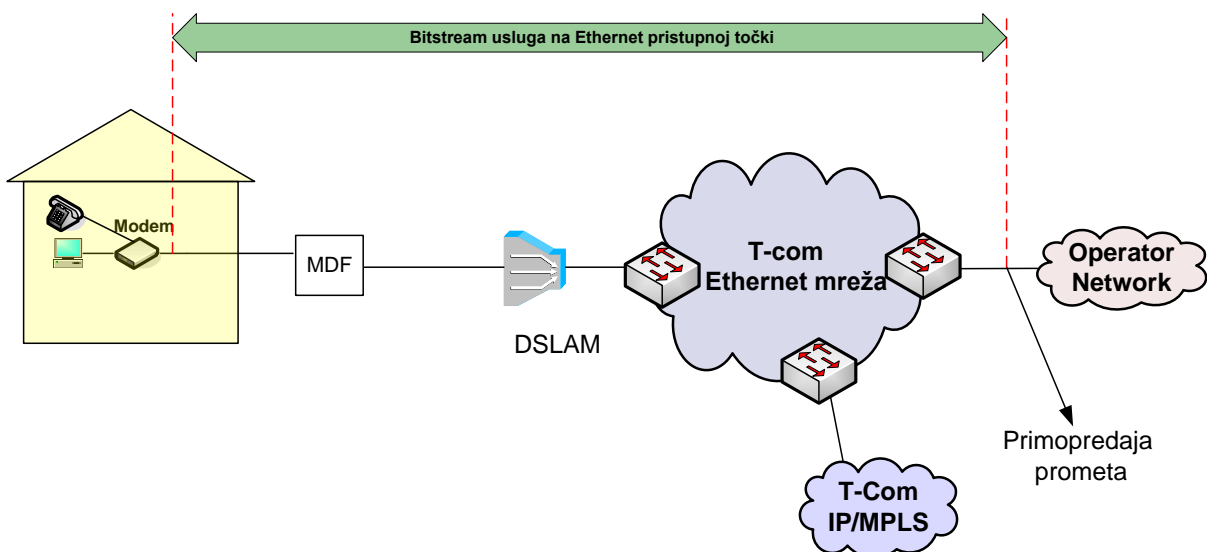 Bitstream usluga na Ethernet pristupnoj točki
Modem
MDF
DSLAM
T-com
Ethernet mreža
Operator
Network
Primopredaja
prometa
T-Com
IP/MPLS